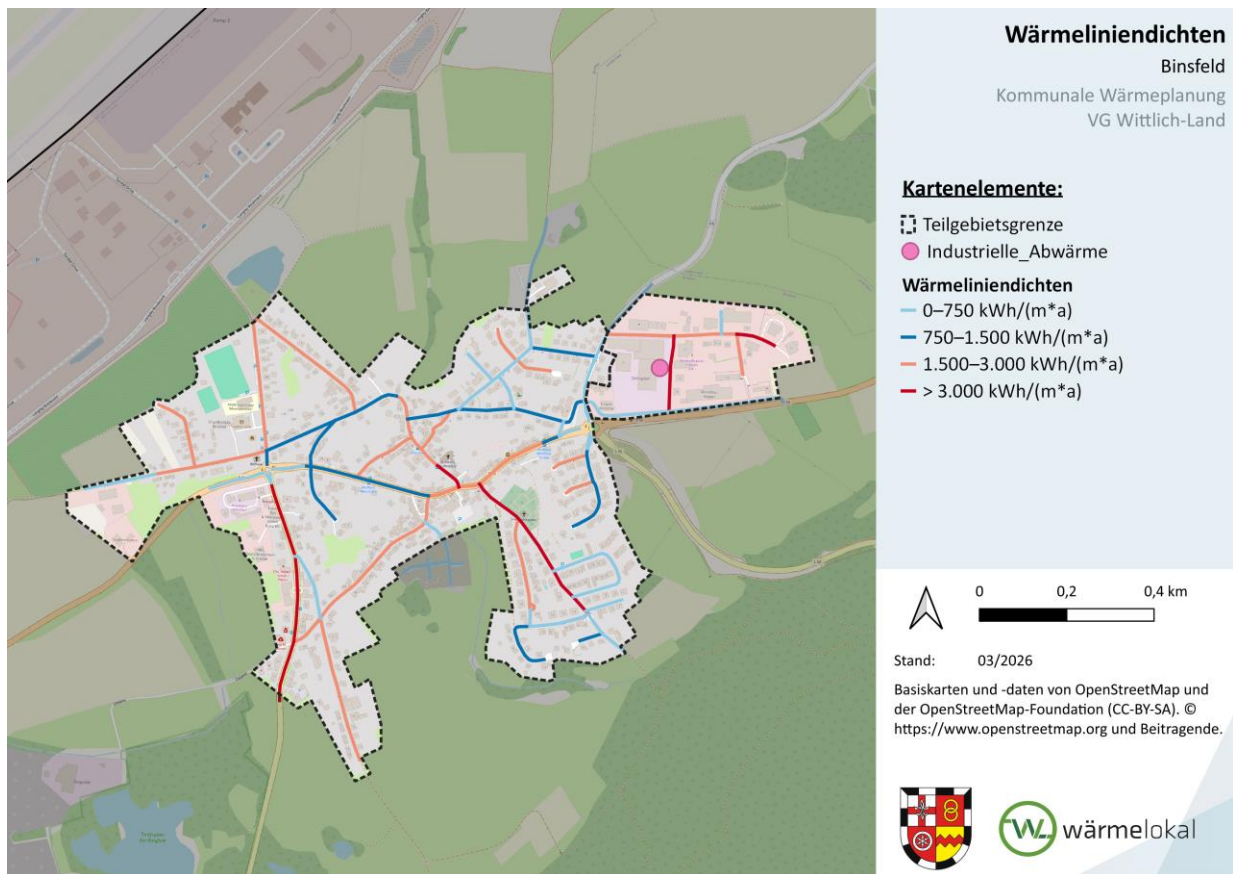 Wärmeliniendichten
Binsfeld
Kommunale Wärmeplanung
VG Wittlich-Land
Kartenelemente:
Teilgebietsgrenze
Industrielle_Abwärme
Wärmeliniendichten
0–750 kWh/(m*a)
750–1.500 kWh/(m*a)
1.500–3.000 kWh/(m*a)
> 3.000 kWh/(m*a)
0 0,2 0,4 km
Stand: 03/2026
Basiskarten und -daten von OpenStreetMap und
der OpenStreetMap-Foundation (CC-BY-SA). ©
https://www.openstreetmap.org und Beitragende.
WL wärmelokal